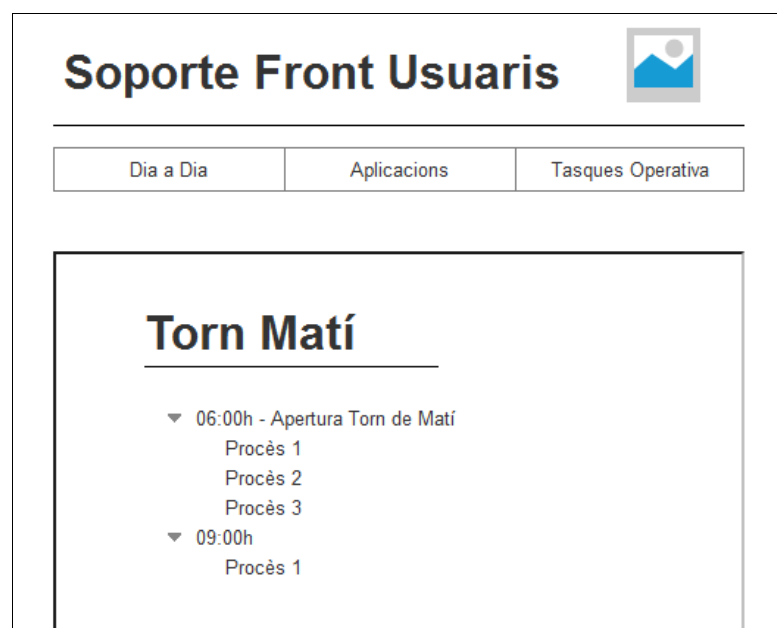 Soporte Front Usuaris
Dia a Dia
Aplicacions
Tasques Operativa
Torn Matí
06:00h - Apertura Torn de Matí
Procès 1
Procès 2
Procès 3
09:00h
Procès 1